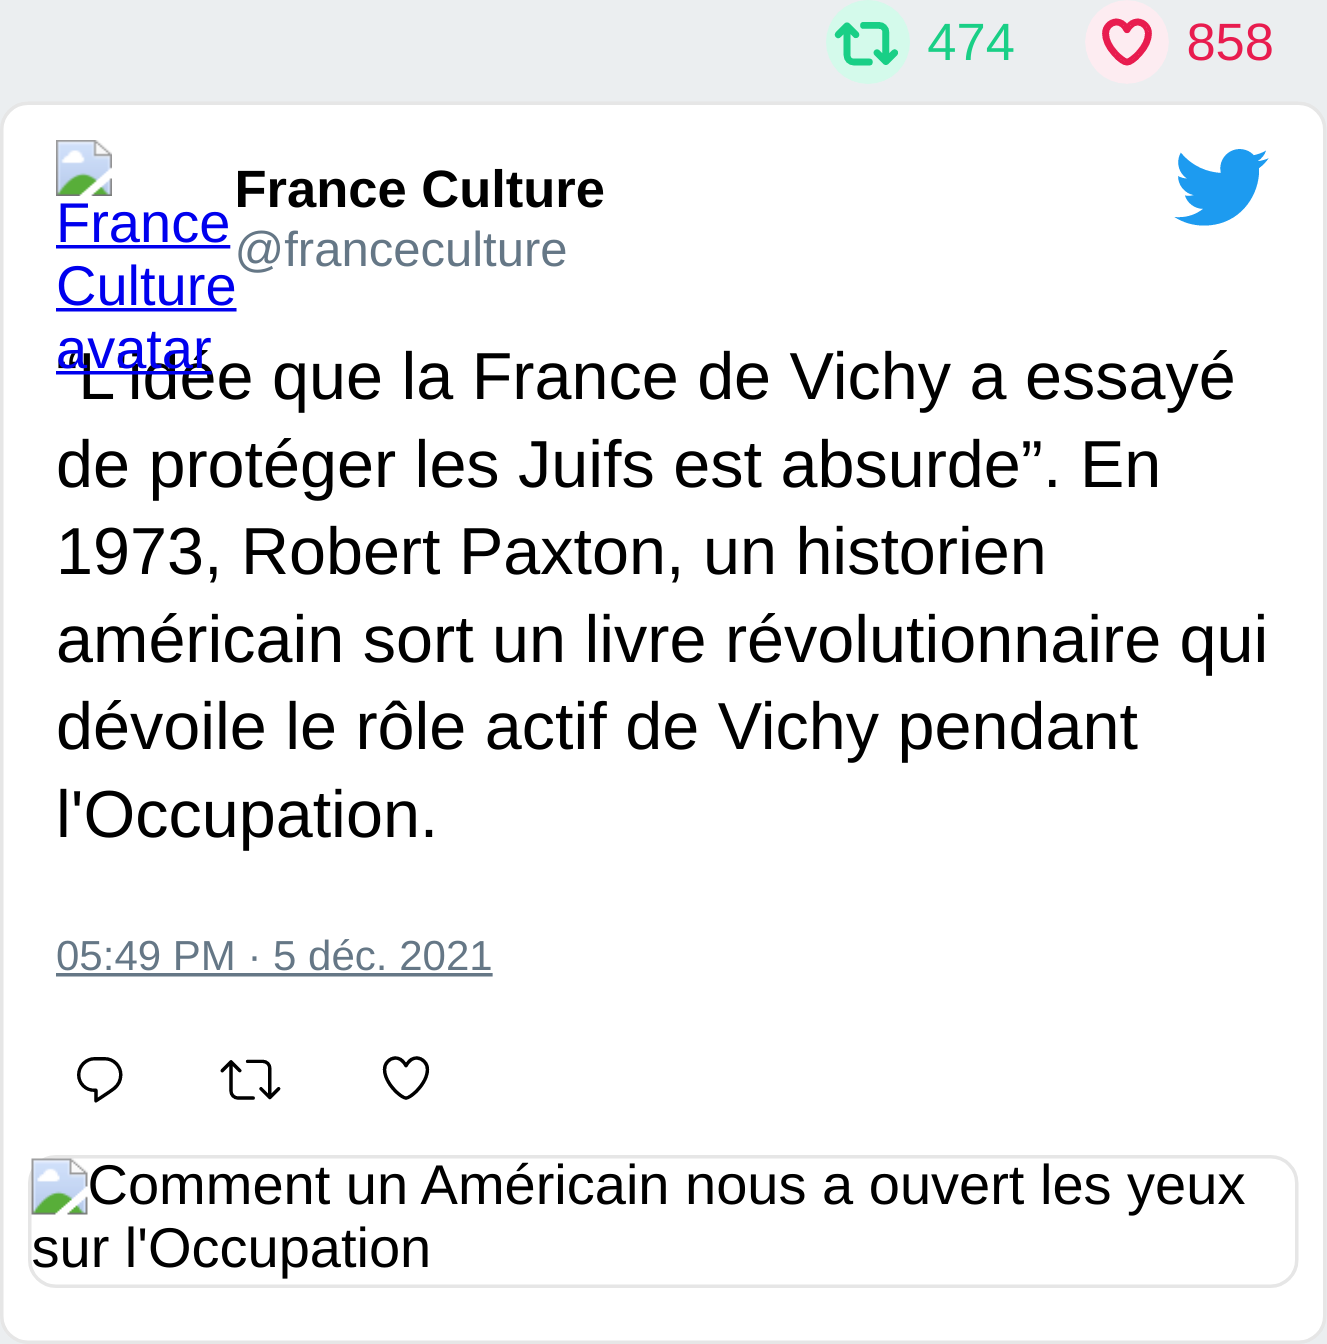 474 858
France Culture
@franceculture
France
Culture
avatar
“L'idée que la France de Vichy a essayé
de protéger les Juifs est absurde”. En
1973, Robert Paxton, un historien
américain sort un livre révolutionnaire qui
dévoile le rôle actif de Vichy pendant
l'Occupation.
05:49 PM · 5 déc. 2021
Comment un Américain nous a ouvert les yeux
sur l'Occupation